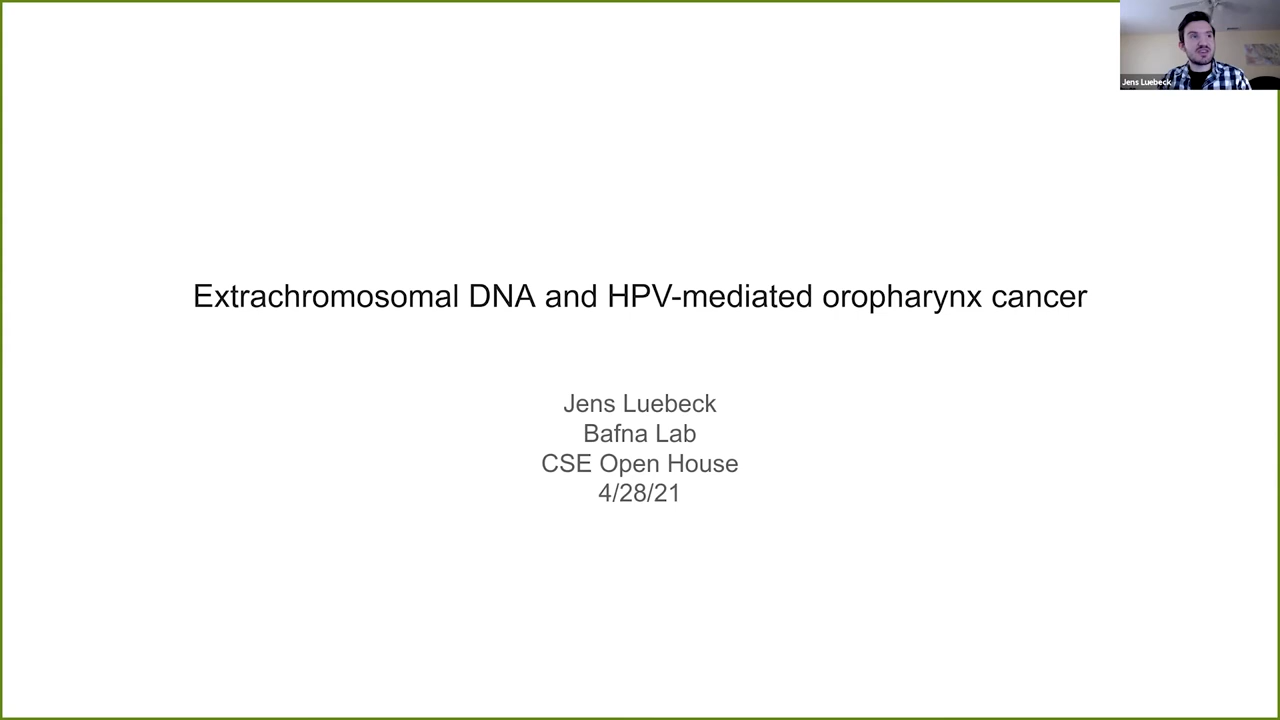 Jens Luebeck
Extrachromosomal DNA and HPV-mediated oropharynx cancer
Jens Luebeck
Bafna Lab
CSE Open House
4/28/21